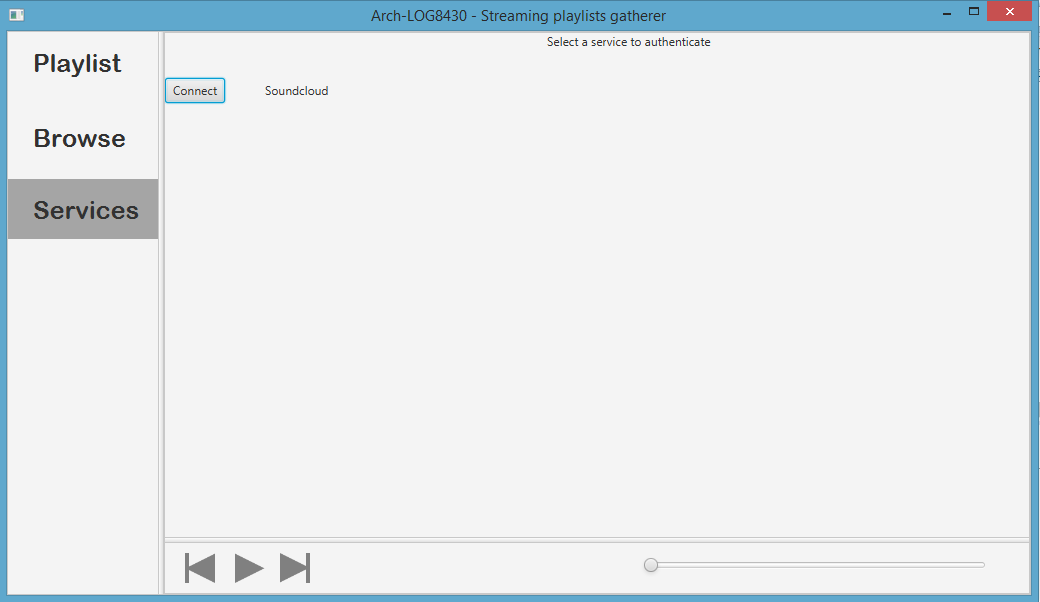 Arch-LOG8430 - Streaming playlists gatherer
Playlist
Browse
Services
Select a service to authenticate
Connect
Soundcloud